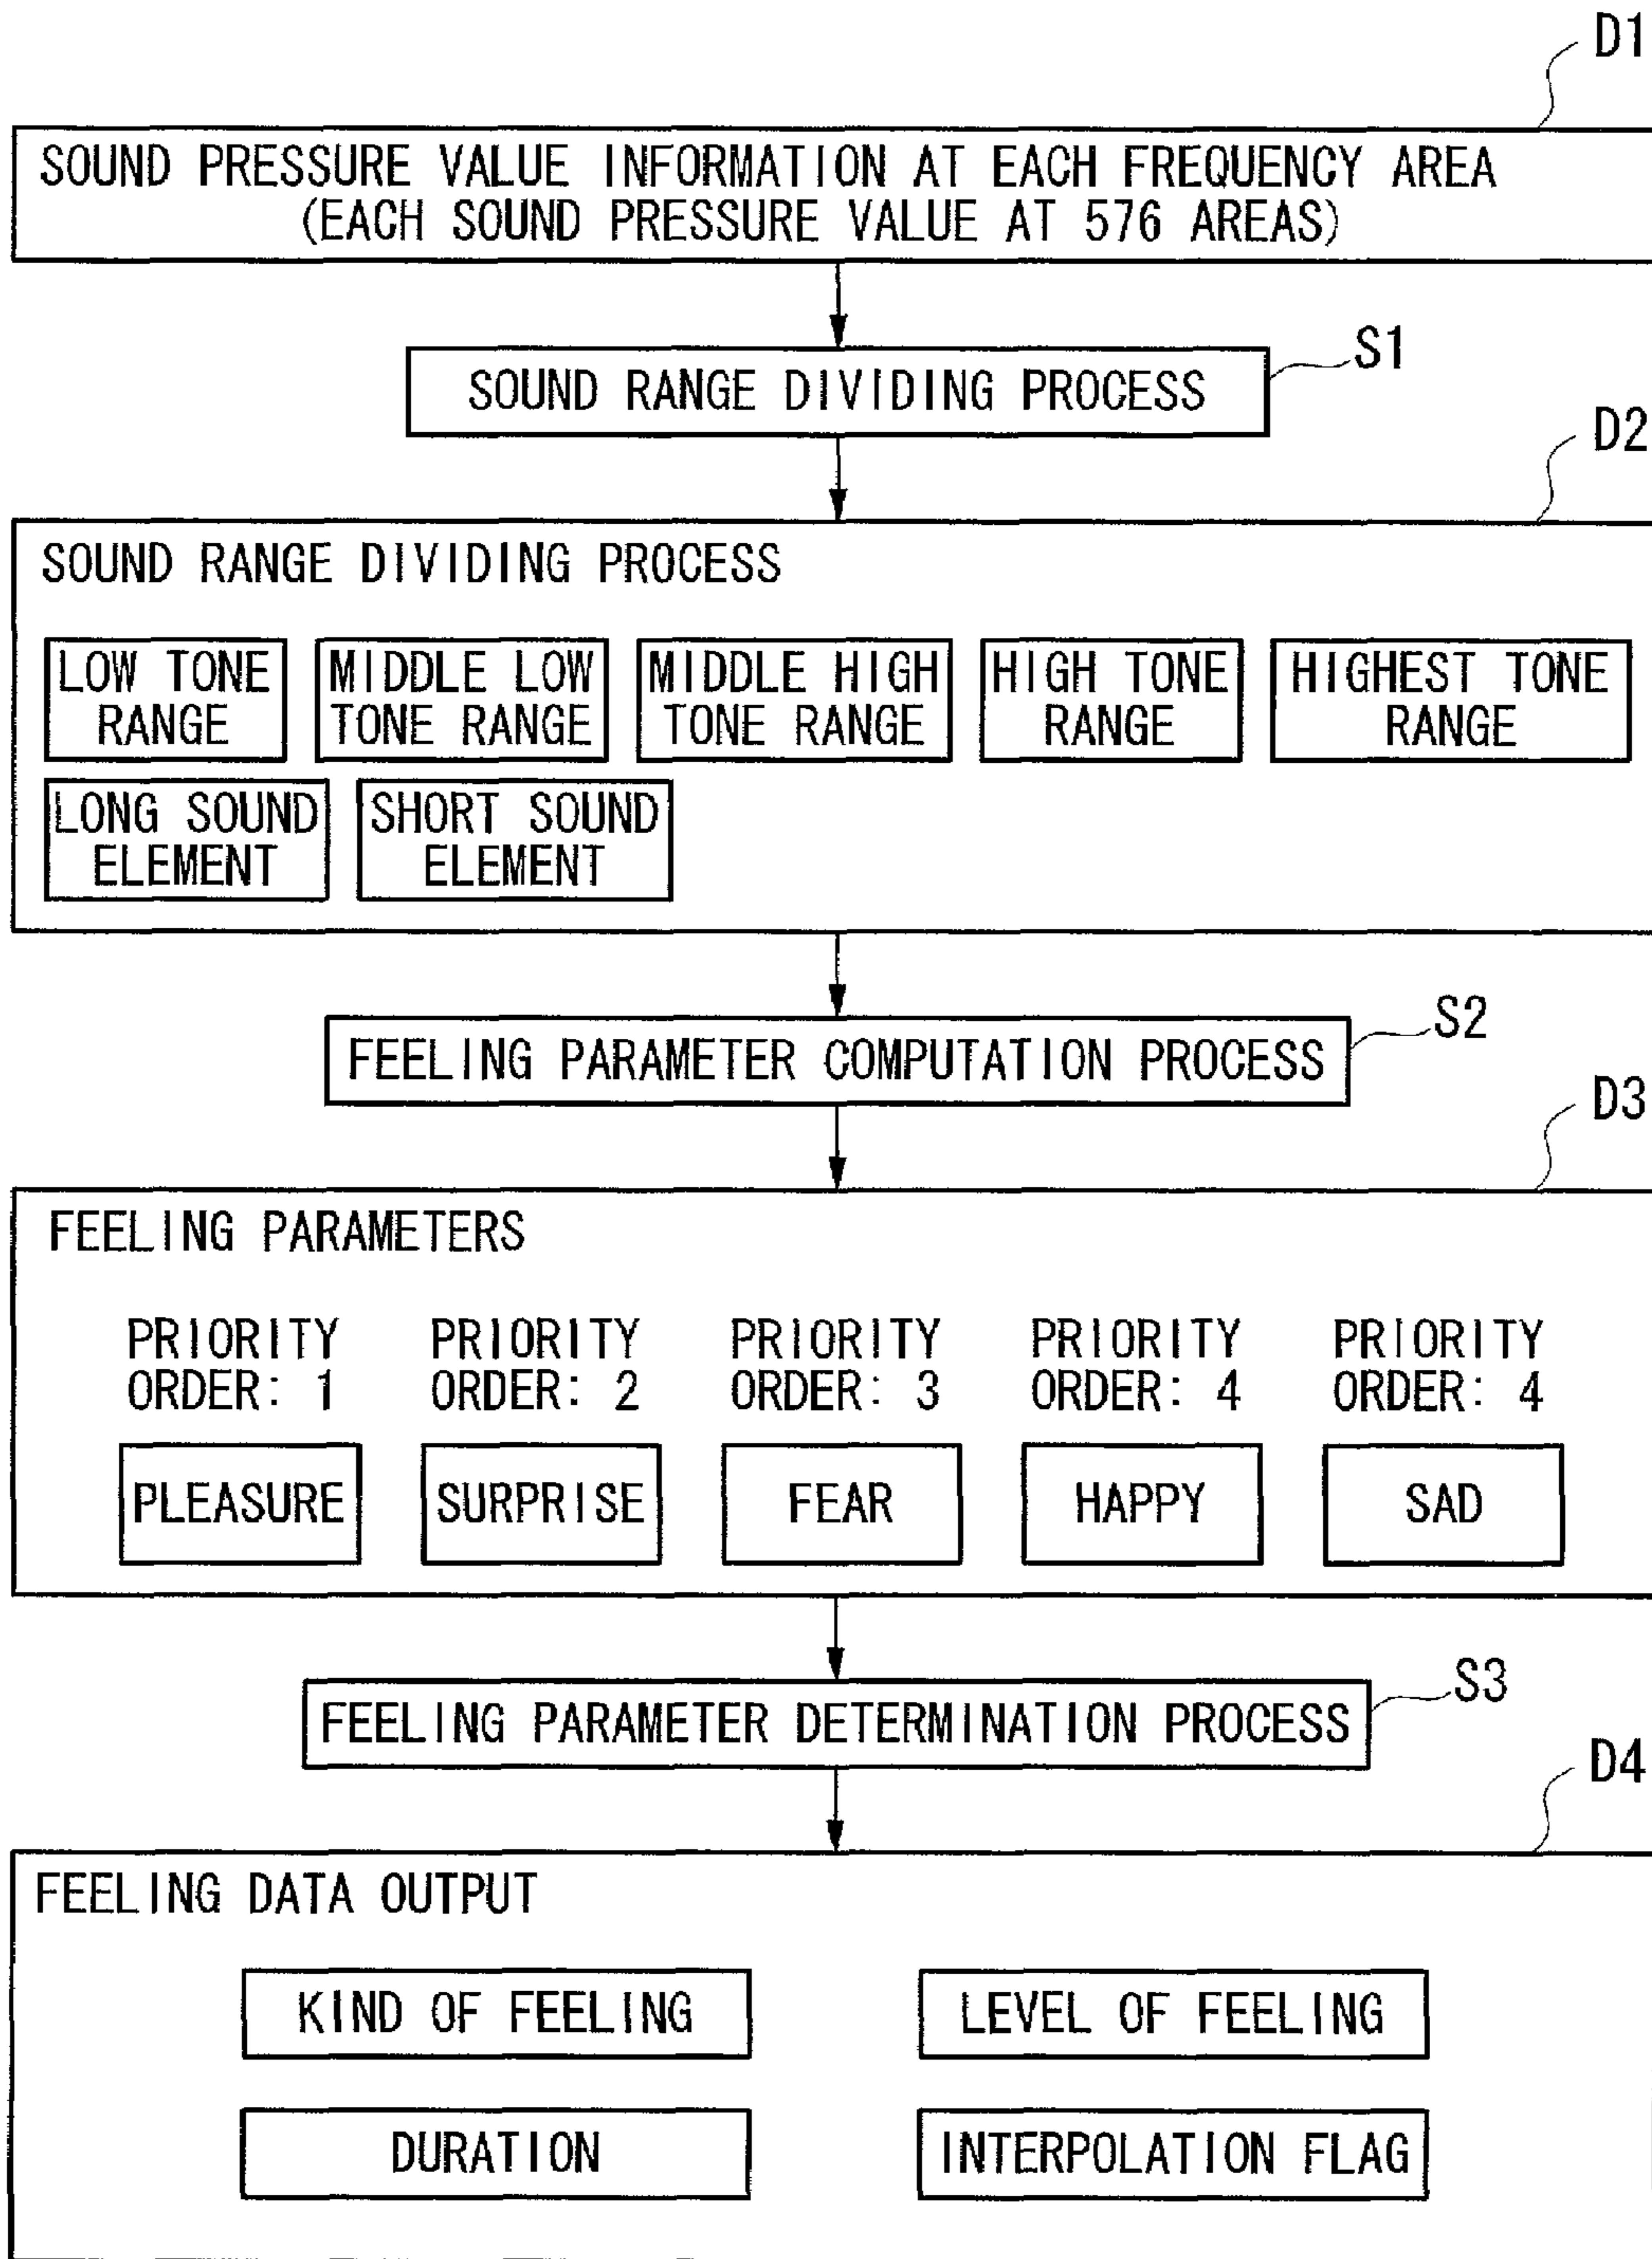 D1
SOUND PRESSURE VALUE INFORMATION AT EACH FREQUENCY AREA
(EACH SOUND PRESSURE VALUE AT 576 AREAS)
S1
SOUND RANGE DIVIDING PROCESS
D2
SOUND RANGE DIVIDING PROCESS
LOW TONE
RANGE
MIDDLE LOW
TONE RANGE
MIDDLE HIGH
TONE RANGE
HIGH TONE
RANGE
HIGHEST TONE
RANGE
LONG SOUND
ELEMENT
SHORT SOUND
ELEMENT
S2
FEELING PARAMETER COMPUTATION PROCESS
D3
FEELING PARAMETERS
PRIORITY
ORDER: 1
PRIORITY
ORDER: 2
PRIORITY
ORDER: 3
PRIORITY
ORDER: 4
PRIORITY
ORDER: 4
PLEASURE
SURPRISE
FEAR
HAPPY
SAD
S3
FEELING PARAMETER DETERMINATION PROCESS
D4
FEELING DATA OUTPUT
KIND OF FEELING
LEVEL OF FEELING
DURATION
INTERPOLATION FLAG